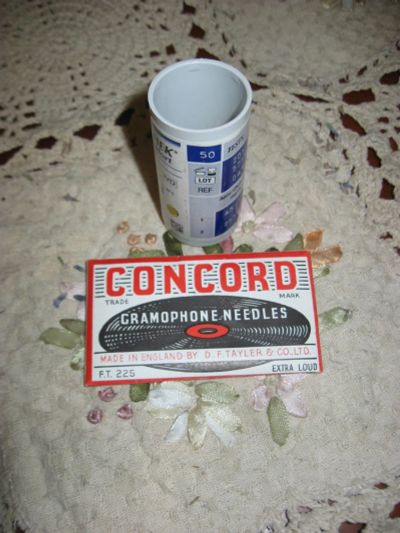 50
LOT
REF
CONCORD
TRADE MARK
GRAMOPHONE NEEDLES
MADE IN ENGLAND BY D.F. TAYLER & CO., LTD.
F.T. 225 EXTRA LOUD